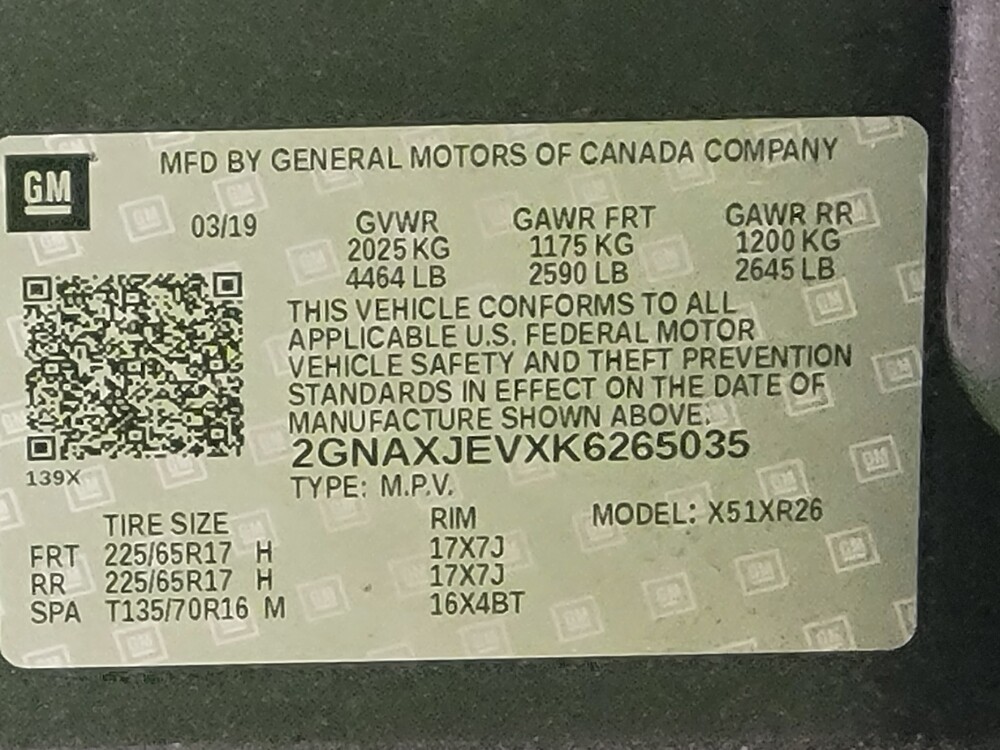 MFD BY GENERAL MOTORS OF CANADA COMPANY
GM
03/19 GVWR GAWR FRT GAWR RR
2025 KG 1175 KG 1200 KG
4464 LB 2590 LB 2645 LB
THIS VEHICLE CONFORMS TO ALL
APPLICABLE U.S. FEDERAL MOTOR
VEHICLE SAFETY AND THEFT PREVENTION
STANDARDS IN EFFECT ON THE DATE OF
MANUFACTURE SHOWN ABOVE.
2GNAXJEVXK6265035
139X
TYPE: M.P.V.
TIRE SIZE RIM MODEL: X51XR26
FRT 225/65R17 H 17X7J
RR 225/65R17 H 17X7J
SPA T135/70R16 M 16X4BT